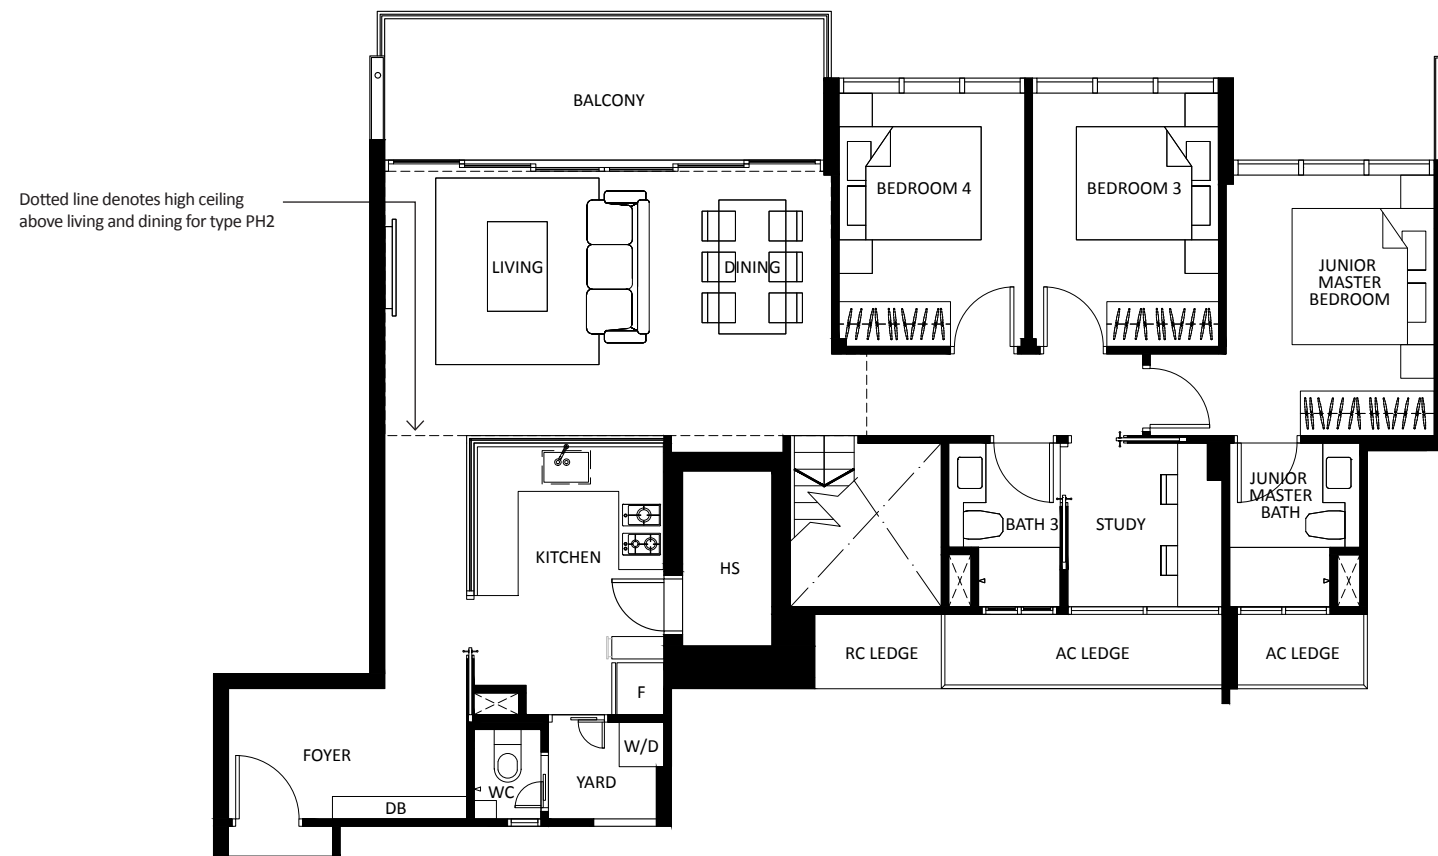 BALCONY
BEDROOM 4
BEDROOM 3
Dotted line denotes high ceiling
above living and dining for type PH2
LIVING
DINING
JUNIOR
MASTER
BEDROOM
JUNIOR
MASTER
BATH
BATH 3
STUDY
KITCHEN
HS
RC LEDGE
AC LEDGE
AC LEDGE
F
FOYER
W/D
YARD
WC
DB